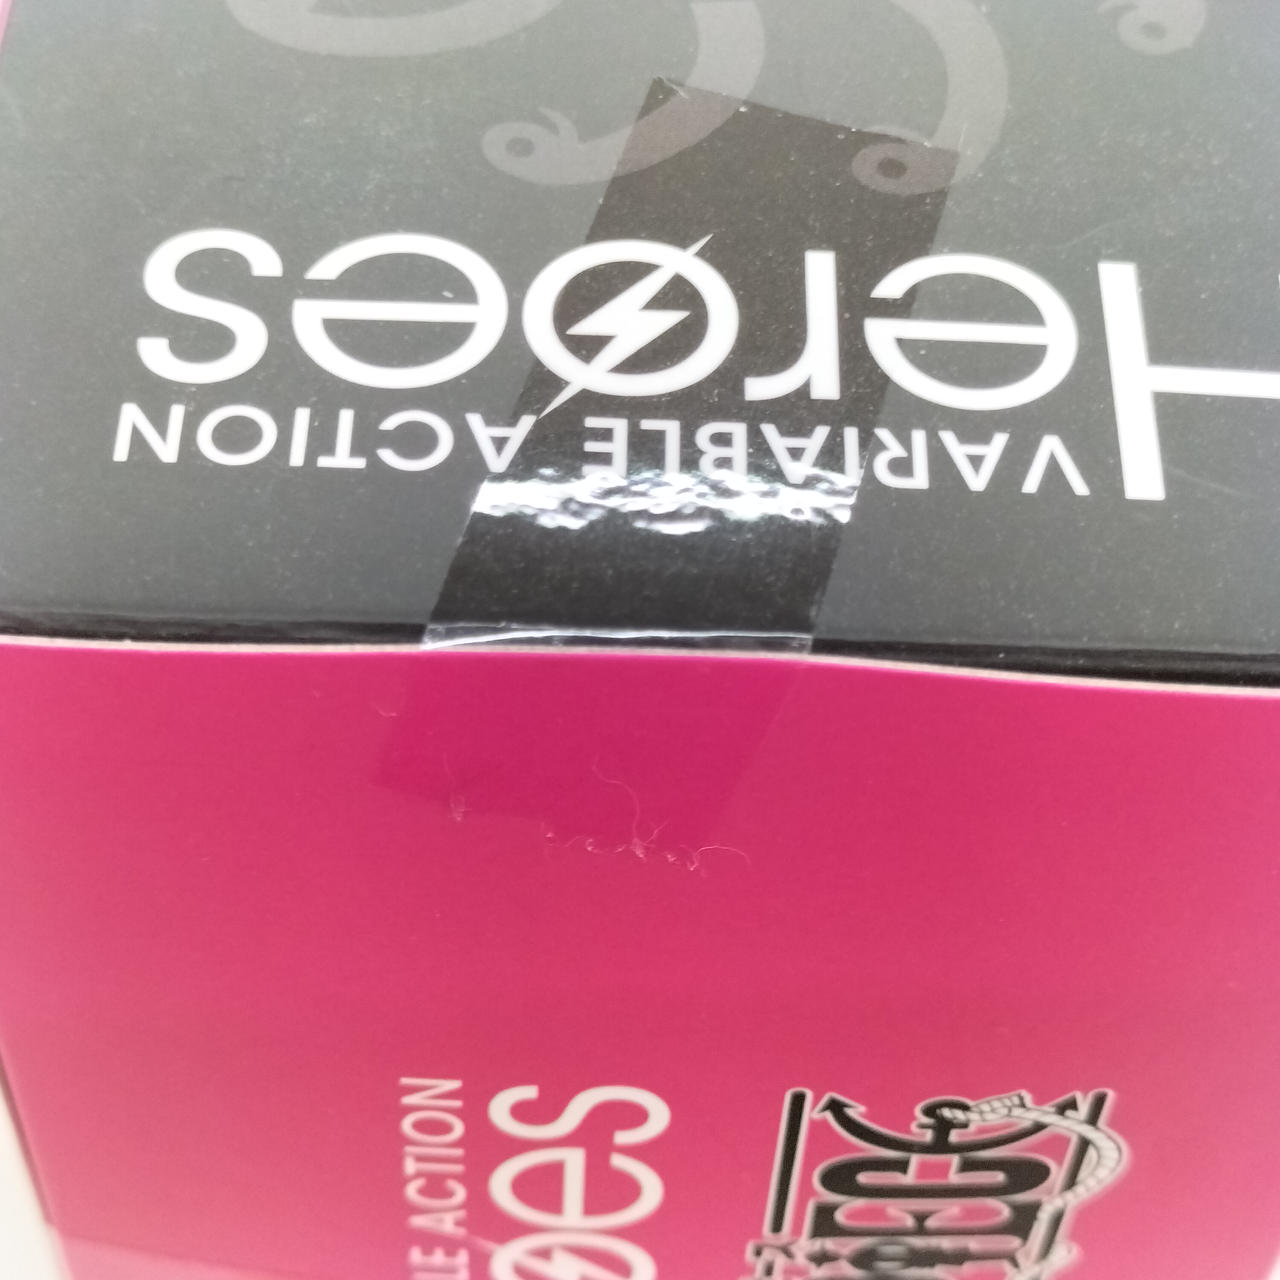 VARIABLE ACTION
Heroes
LE ACTION
oes